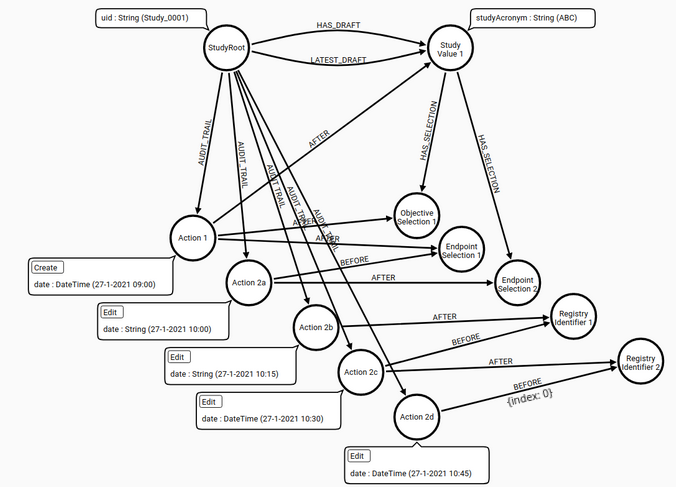 uid : String (Study_0001)
studyAcronym : String (ABC)
StudyRoot
HAS_DRAFT
LATEST_DRAFT
Study
Value 1
AUDIT_TRAIL
AUDIT_TRAIL
AUDIT_TRAIL
AUDIT_TRAIL
AUDIT_TRAIL
AFTER
HAS_SELECTION
HAS_SELECTION
Action 1
AFTER
AFTER
Objective
Selection 1
Endpoint
Selection 1
Create
date : DateTime (27-1-2021 09:00)
Action 2a
BEFORE
AFTER
Endpoint
Selection 2
Edit
date : String (27-1-2021 10:00)
Action 2b
AFTER
Registry
Identifier 1
Edit
date : String (27-1-2021 10:15)
Action 2c
BEFORE
AFTER
Registry
Identifier 2
Edit
date : DateTime (27-1-2021 10:30)
Action 2d
BEFORE
{index: 0}
Edit
date : DateTime (27-1-2021 10:45)